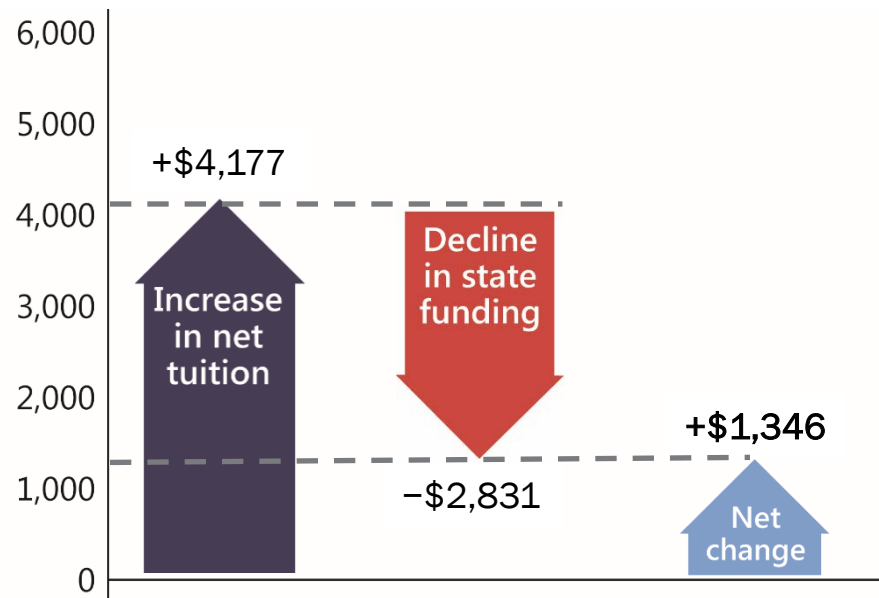 6,000
5,000
+$4,177
4,000
Decline
in state
funding
Increase
in net
tuition
3,000
2,000
+$1,346
1,000
−$2,831
Net
change
0